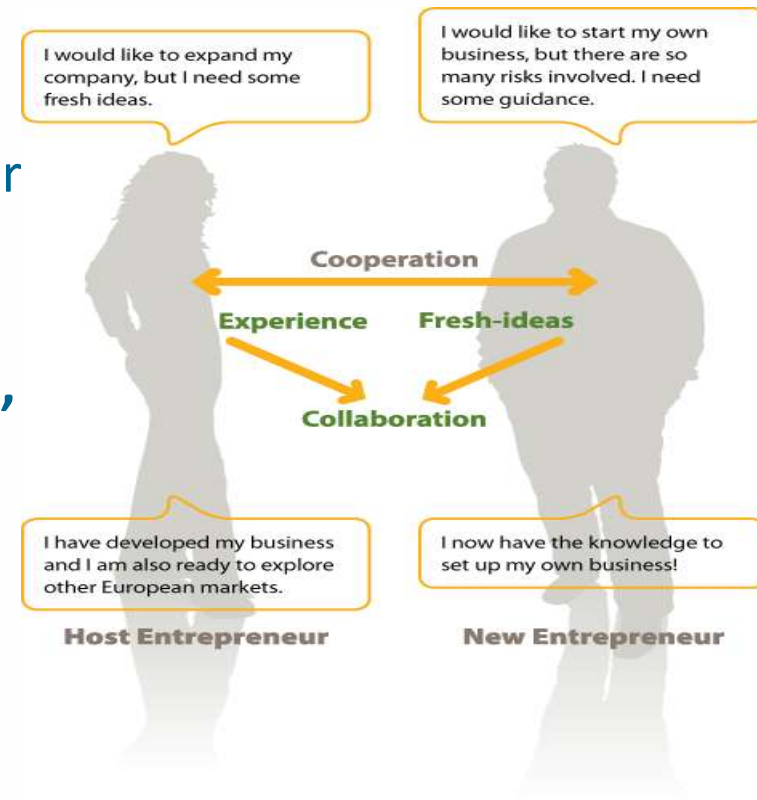 I would like to expand my
company, but I need some
fresh ideas.
I would like to start my own
business, but there are so
many risks involved. I need
some guidance.
r
Cooperation
Experience Fresh-ideas
,
Collaboration
I have developed my business
and I am also ready to explore
other European markets.
I now have the knowledge to
set up my own business!
Host Entrepreneur New Entrepreneur